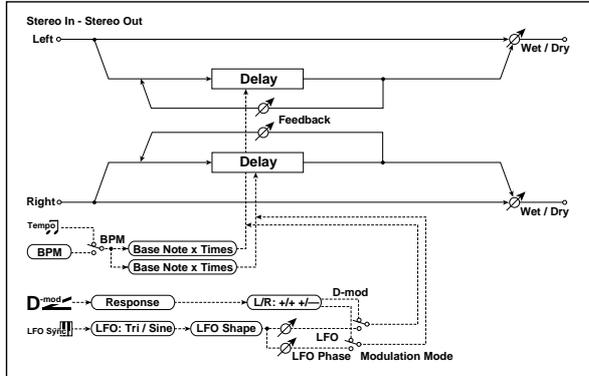 Stereo In - Stereo Out
Left
Wet / Dry
Delay
Feedback
Delay
Right
Wet / Dry
Tempo
BPM
BPM
Base Note x Times
Base Note x Times
D-mod
D-mod
Response
L/R: +/+ +/—
LFO Sync
LFO: Tri / Sine
LFO Shape
LFO
LFO Phase
Modulation Mode